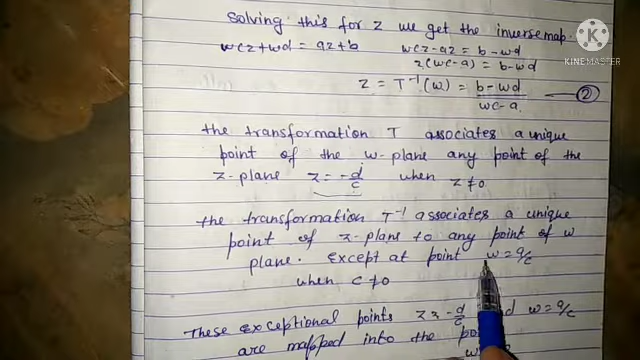 Solving this for z we get the inverse map.
wcz+wd = az+b wcz-az = b-wd
z(wc-a) = b-wd
z = T⁻¹(w) = b-wd / wc-a. — ②
KINEMASTER
the transformation T associates a unique
point of the w-plane any point of the
z-plane z = -d/c when z≠0
the transformation T⁻¹ associates a unique
point of z-plane to any point of w
plane. Except at point w = a/c
when c≠0
These exceptional points z = -d/c d w = a/c
are mapped into the poi